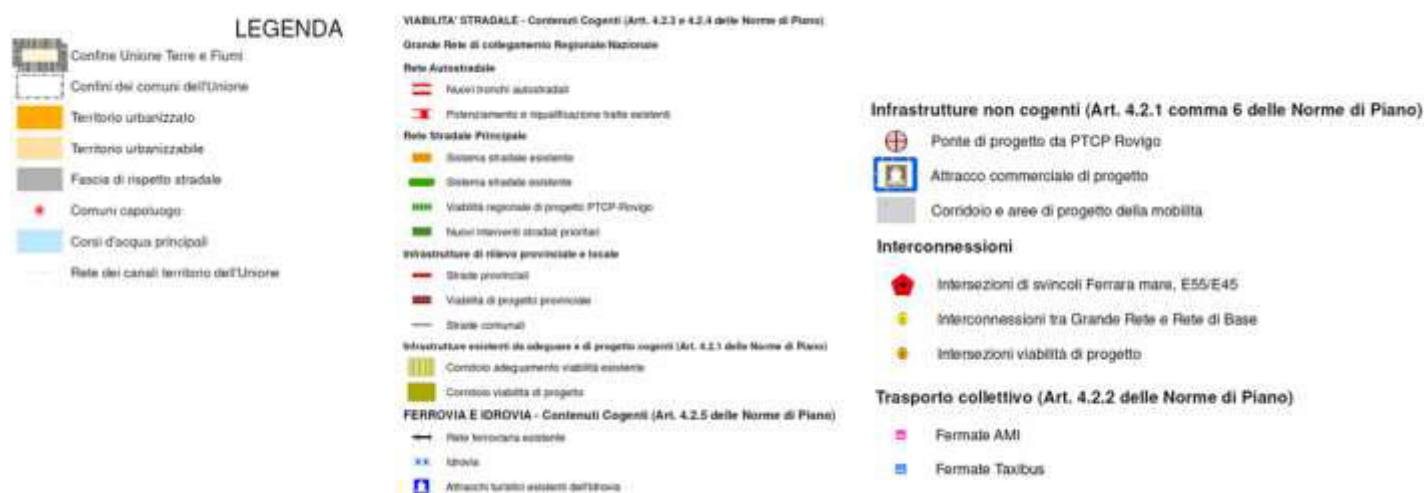 LEGENDA
Confine Unione Terre e Fiumi
Confini dei comuni dell'Unione
Territorio urbanizzato
Territorio urbanizzabile
Fascia di rispetto stradale
Comuni capoluogo
Corsi d'acqua principali
Rete dei canali territorio dell'Unione
VIABILITA' STRADALE - Contenuti Cogenti (Artt. 4.2.3 e 4.2.4 delle Norme di Piano)
Grande Rete di collegamento Regionale/Nazionale
Rete Autostradale
Nuovi tronchi autostradali
Potenziamento e riqualificazione tratte esistenti
Rete Stradale Principale
Sistema stradale esistente
Sistema stradale esistente
Viabilità regionale di progetto PTCP-Rovigo
Nuovi interventi stradali prioritari
Infrastrutture di rilievo provinciale e locale
Strade provinciali
Viabilità di progetto provinciale
Strade comunali
Infrastrutture esistenti da adeguare e di progetto cogenti (Art. 4.2.1 delle Norme di Piano)
Corridoio adeguamento viabilità esistente
Corridoio viabilità di progetto
FERROVIA E IDROVIA - Contenuti Cogenti (Art. 4.2.5 delle Norme di Piano)
Rete ferroviaria esistente
Idrovia
Attracchi turistici esistenti dell'Idrovia
Infrastrutture non cogenti (Art. 4.2.1 comma 6 delle Norme di Piano)
Ponte di progetto da PTCP Rovigo
Attracco commerciale di progetto
Corridoio e aree di progetto della mobilità
Interconnessioni
Intersezioni di svincoli Ferrara mare, E55/E45
Interconnessioni tra Grande Rete e Rete di Base
Intersezioni viabilità di progetto
Trasporto collettivo (Art. 4.2.2 delle Norme di Piano)
Fermate AMI
Fermate Taxibus